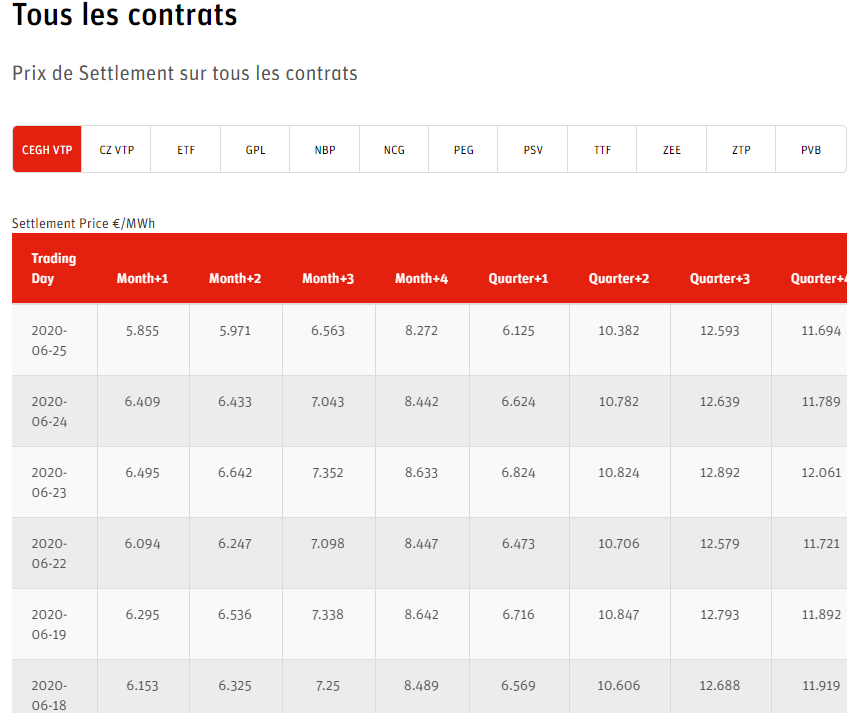 Tous les contrats
Prix de Settlement sur tous les contrats
CEGH VTP CZ VTP ETF GPL NBP NCG PEG PSV TTF ZEE ZTP PVB
Settlement Price €/MWh
Trading
Day Month+1 Month+2 Month+3 Month+4 Quarter+1 Quarter+2 Quarter+3 Quarter+4
2020- 5.855 5.971 6.563 8.272 6.125 10.382 12.593 11.694
06-25
2020- 6.409 6.433 7.043 8.442 6.624 10.782 12.639 11.789
06-24
2020- 6.495 6.642 7.352 8.633 6.824 10.824 12.892 12.061
06-23
2020- 6.094 6.247 7.098 8.447 6.473 10.706 12.579 11.721
06-22
2020- 6.295 6.536 7.338 8.642 6.716 10.847 12.793 11.892
06-19
2020- 6.153 6.325 7.25 8.489 6.569 10.606 12.688 11.919
06-18